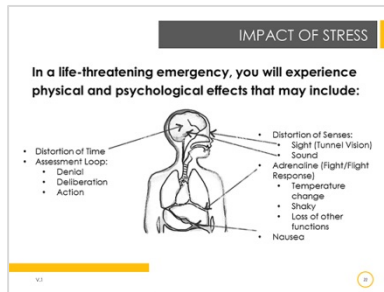 IMPACT OF STRESS
In a life-threatening emergency, you will experience
physical and psychological effects that may include:
• Distortion of Time
• Assessment Loop:
• Denial
• Deliberation
• Action
• Distortion of Senses:
• Sight (Tunnel Vision)
• Sound
• Adrenaline (Fight/Flight
Response)
• Temperature
change
• Shaky
• Loss of other
functions
• Nausea
V.1